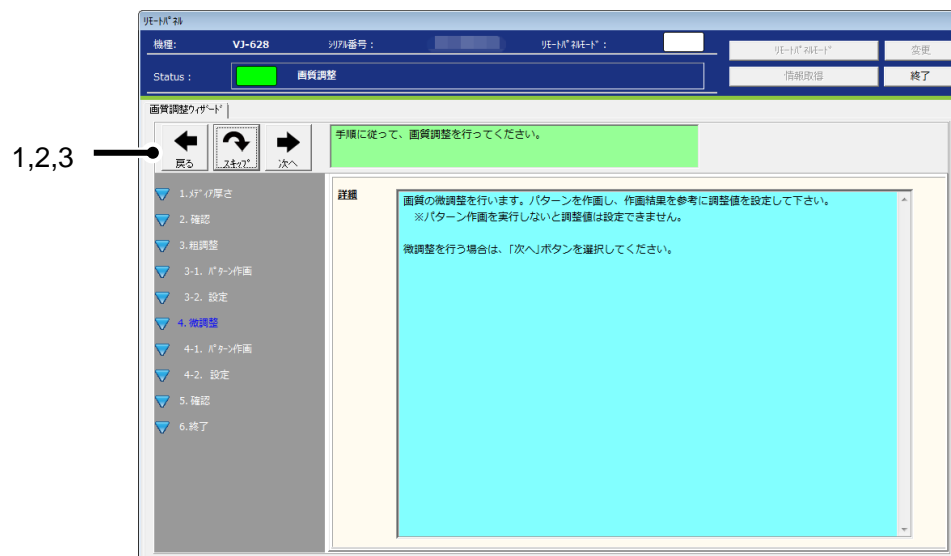 ﾘﾓｰﾄﾊﾟﾈﾙ
機種: VJ-628 ｼﾘｱﾙ番号： ﾘﾓｰﾄﾊﾟﾈﾙﾓｰﾄﾞ：
ﾘﾓｰﾄﾊﾟﾈﾙﾓｰﾄﾞ 変更
Status： 画質調整
情報取得 終了
画質調整ｳｨｻﾞｰﾄﾞ
1,2,3
戻る ｽｷｯﾌﾟ 次へ
手順に従って、画質調整を行ってください。
1.ﾒﾃﾞｨｱ厚さ
2.確認
3.粗調整
3-1. ﾊﾟﾀｰﾝ作画
3-2. 設定
4.微調整
4-1. ﾊﾟﾀｰﾝ作画
4-2. 設定
5.確認
6.終了
詳細
画質の微調整を行います。パターンを作画し、作画結果を参考に調整値を設定して下さい。
※パターン作画を実行しないと調整値は設定できません。
微調整を行う場合は、「次へ」ボタンを選択してください。